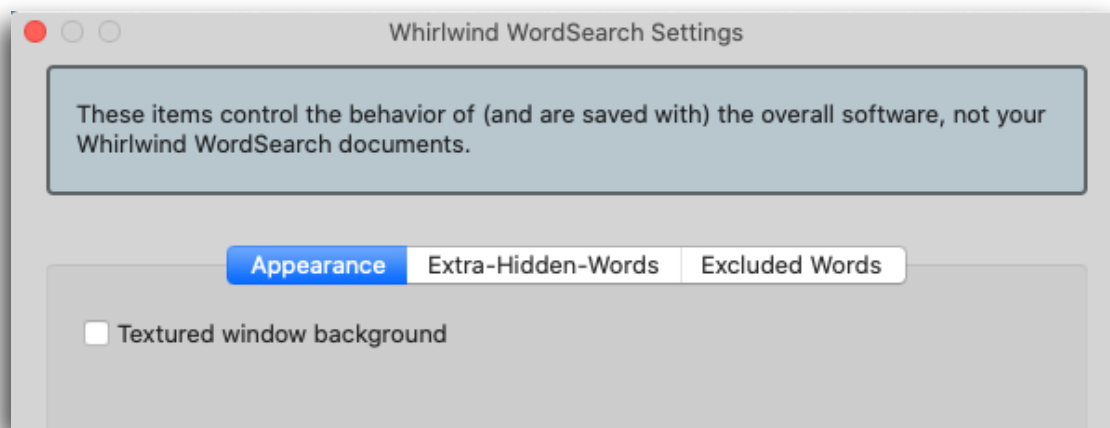 Whirlwind WordSearch Settings
These items control the behavior of (and are saved with) the overall software, not your
Whirlwind WordSearch documents.
Appearance Extra-Hidden-Words Excluded Words
Textured window background